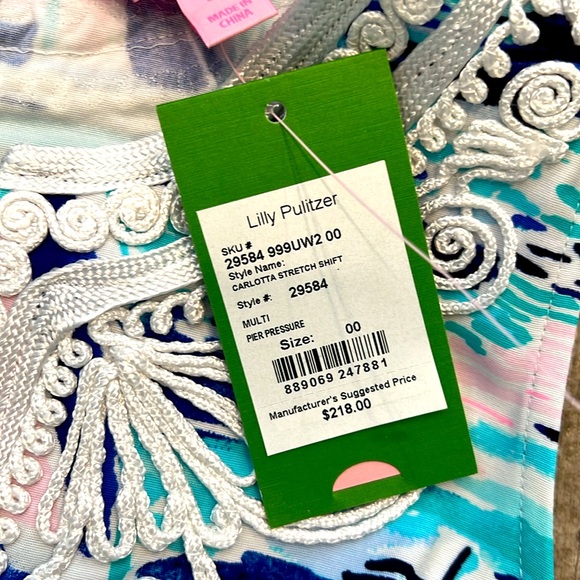 MADE IN
CHINA
Lilly Pulitzer
SKU #
29584 999UW2 00
Style Name:
CARLOTTA STRETCH SHIFT
Style #: 29584
MULTI
PIER PRESSURE
Size: 00
889069 247881
Manufacturer's Suggested Price
$218.00